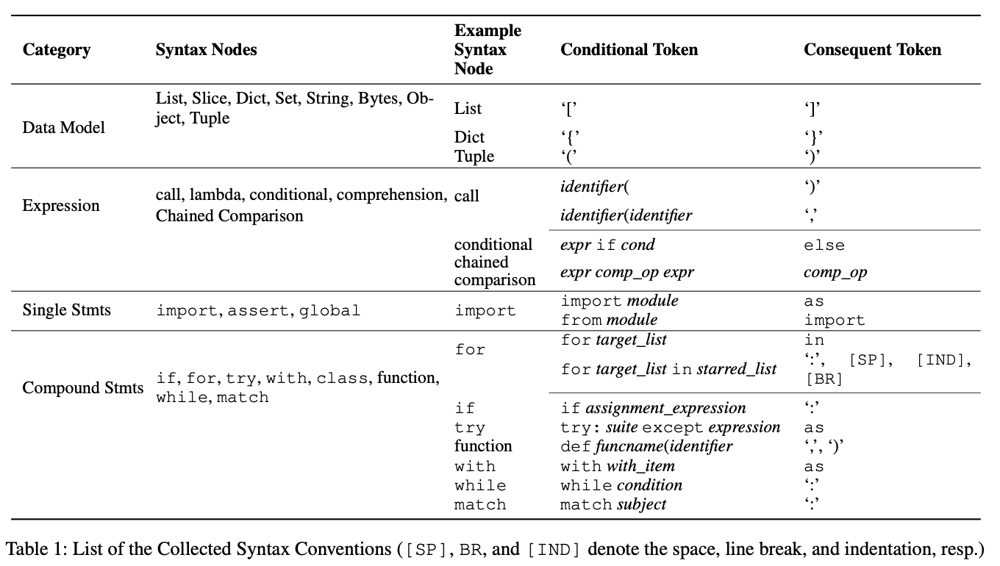 Category Syntax Nodes Example Syntax Node Conditional Token Consequent Token
Data Model List, Slice, Dict, Set, String, Bytes, Ob-
ject, Tuple
List ‘[’ ‘]’
Dict ‘{’ ‘}’
Tuple ‘(’ ‘)’
Expression call, lambda, conditional, comprehension,
Chained Comparison
call identifier( ‘)’
identifier(identifier ‘,’
conditional expr if cond else
chained
comparison expr comp_op expr comp_op
Single Stmts import, assert, global import import module as
from module import
Compound Stmts if, for, try, with, class, function,
while, match
for for target_list in
for target_list in starred_list ‘:’, [SP], [IND],
[BR]
if if assignment_expression ‘:’
try try: suite except expression as
function def funcname(identifier ‘,’, ‘)’
with with with_item as
while while condition ‘:’
match match subject ‘:’
Table 1: List of the Collected Syntax Conventions ([SP], BR, and [IND] denote the space, line break, and indentation, resp.)